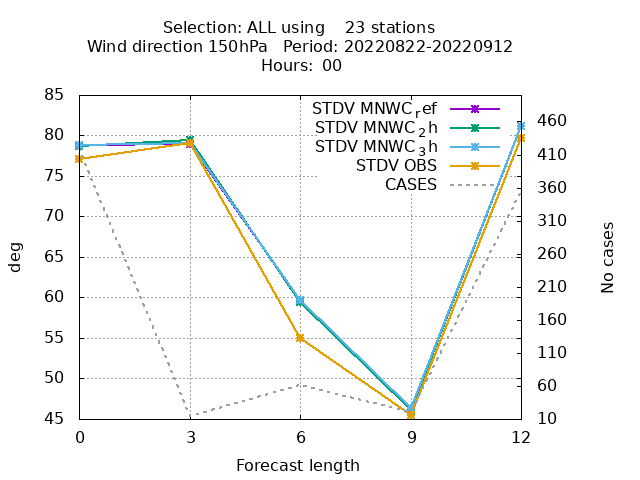 Selection: ALL using 23 stations
Wind direction 150hPa Period: 20220822-20220912
Hours: 00
STDV MNWC_ref
STDV MNWC_2h
STDV MNWC_3h
STDV OBS
CASES
deg
85
80
75
70
65
60
55
50
45
No cases
460
410
360
310
260
210
160
110
60
10
0 3 6 9 12
Forecast length